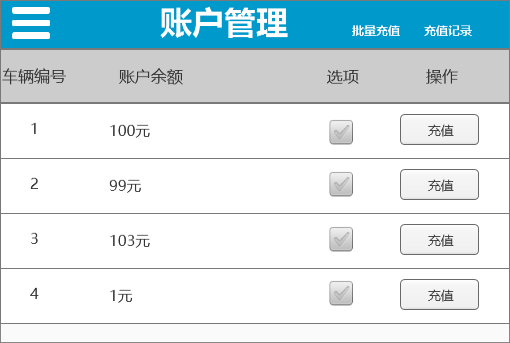 账户管理 批量充值 充值记录
车辆编号 账户余额 选项 操作
1 100元 充值
2 99元 充值
3 103元 充值
4 1元 充值